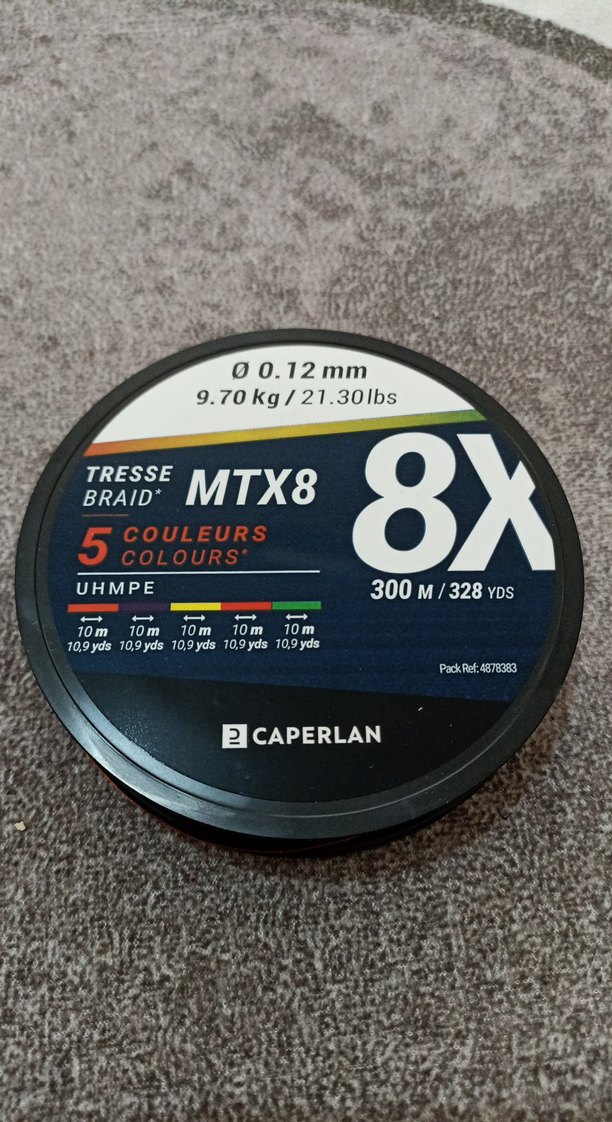 Ø 0.12 mm
9.70 kg / 21.30lbs
TRESSE
BRAID*
MTX8
8X
5 COULEURS
COLOURS*
UHMPE
300 M / 328 YDS
10 m 10 m 10 m 10 m 10 m
10,9 yds 10,9 yds 10,9 yds 10,9 yds 10,9 yds
Pack Ref: 4878383
CAPERLAN